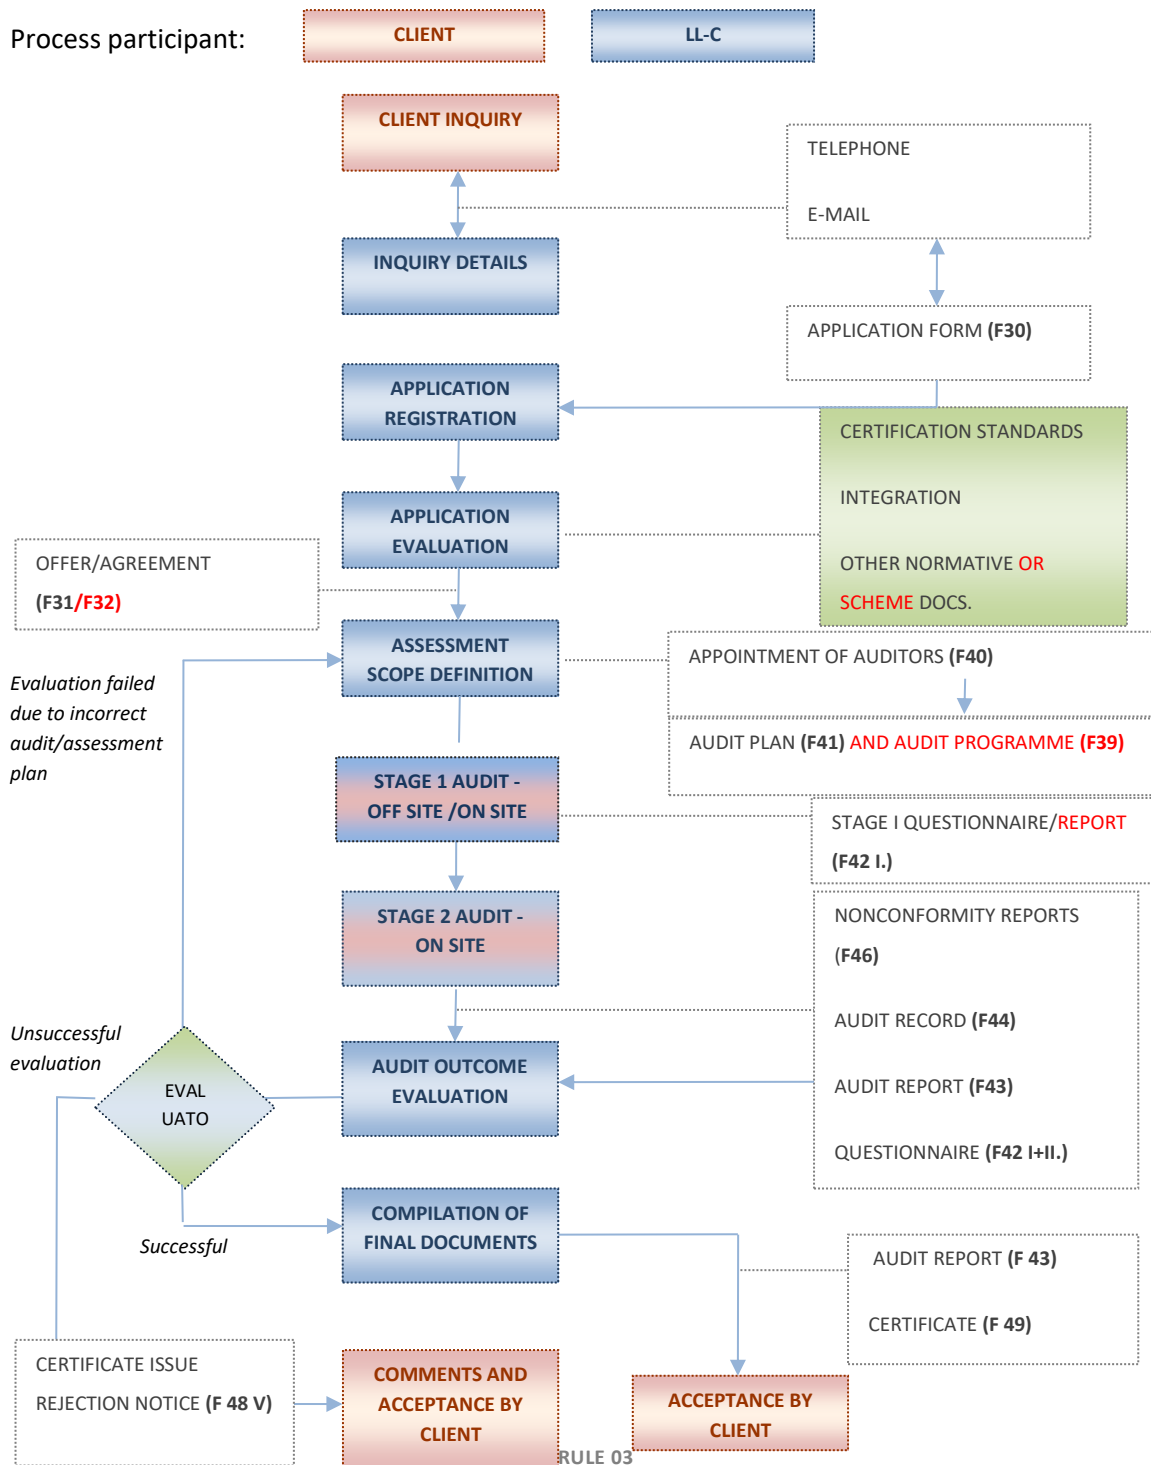 Process participant:
CLIENT
LL-C
CLIENT INQUIRY
TELEPHONE
E-MAIL
INQUIRY DETAILS
APPLICATION FORM (F30)
APPLICATION
REGISTRATION
CERTIFICATION STANDARDS
INTEGRATION
OTHER NORMATIVE OR
SCHEME DOCS.
APPLICATION
EVALUATION
OFFER/AGREEMENT
(F31/F32)
ASSESSMENT
SCOPE DEFINITION
APPOINTMENT OF AUDITORS (F40)
Evaluation failed
due to incorrect
audit/assessment
plan
AUDIT PLAN (F41) AND AUDIT PROGRAMME (F39)
STAGE 1 AUDIT -
OFF SITE /ON SITE
STAGE I QUESTIONNAIRE/REPORT
(F42 I.)
STAGE 2 AUDIT -
ON SITE
NONCONFORMITY REPORTS
(F46)
AUDIT RECORD (F44)
AUDIT REPORT (F43)
QUESTIONNAIRE (F42 I+II.)
Unsuccessful
evaluation
EVAL
UATO
AUDIT OUTCOME
EVALUATION
Successful
COMPILATION OF
FINAL DOCUMENTS
AUDIT REPORT (F 43)
CERTIFICATE (F 49)
CERTIFICATE ISSUE
REJECTION NOTICE (F 48 V)
COMMENTS AND
ACCEPTANCE BY
CLIENT
ACCEPTANCE BY
CLIENT
RULE 03